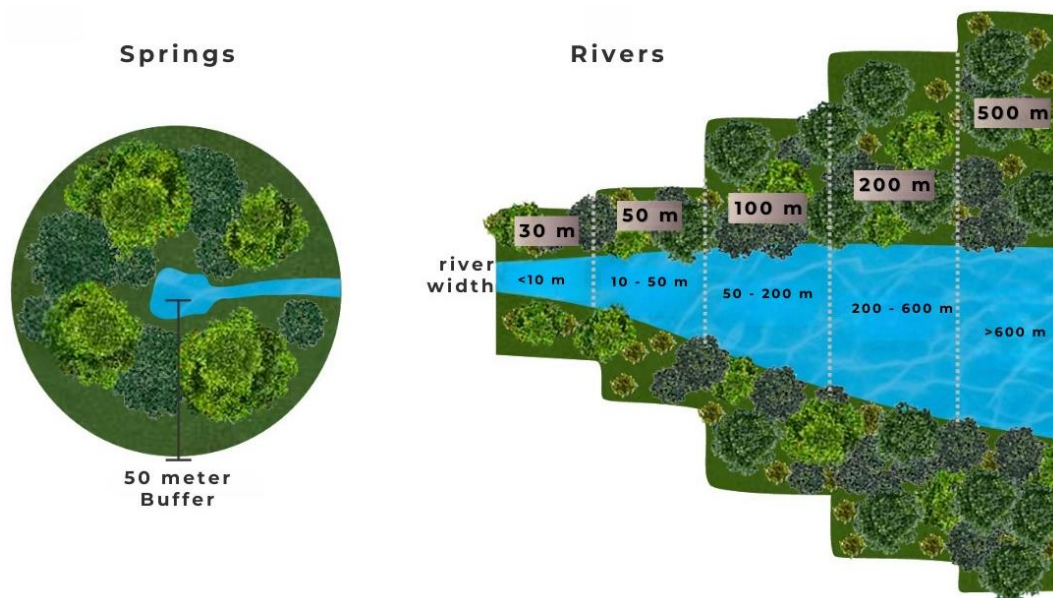 Springs
50 meter
Buffer
Rivers
30 m
50 m
100 m
200 m
500 m
river
width
<10 m
10 - 50 m
50 - 200 m
200 - 600 m
>600 m